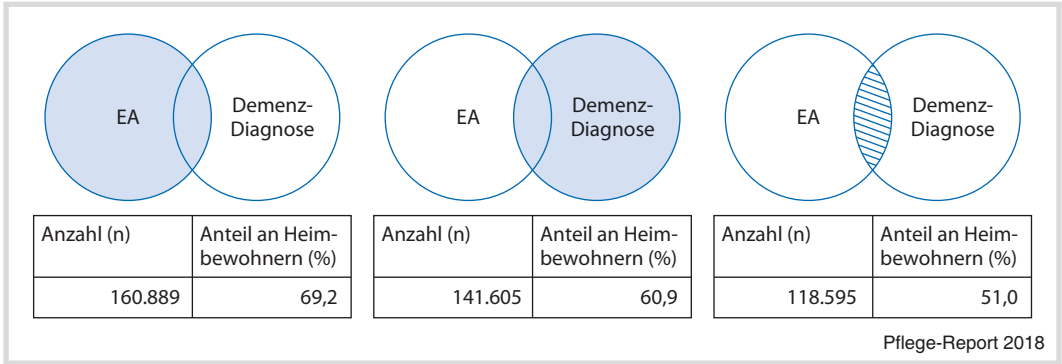 EA
Demenz-
Diagnose
EA
Demenz-
Diagnose
EA
Demenz-
Diagnose
Anzahl (n)
Anteil an Heim-
bewohnern (%)
160.889
69,2
Anzahl (n)
Anteil an Heim-
bewohnern (%)
141.605
60,9
Anzahl (n)
Anteil an Heim-
bewohnern (%)
118.595
51,0
Pflege-Report 2018